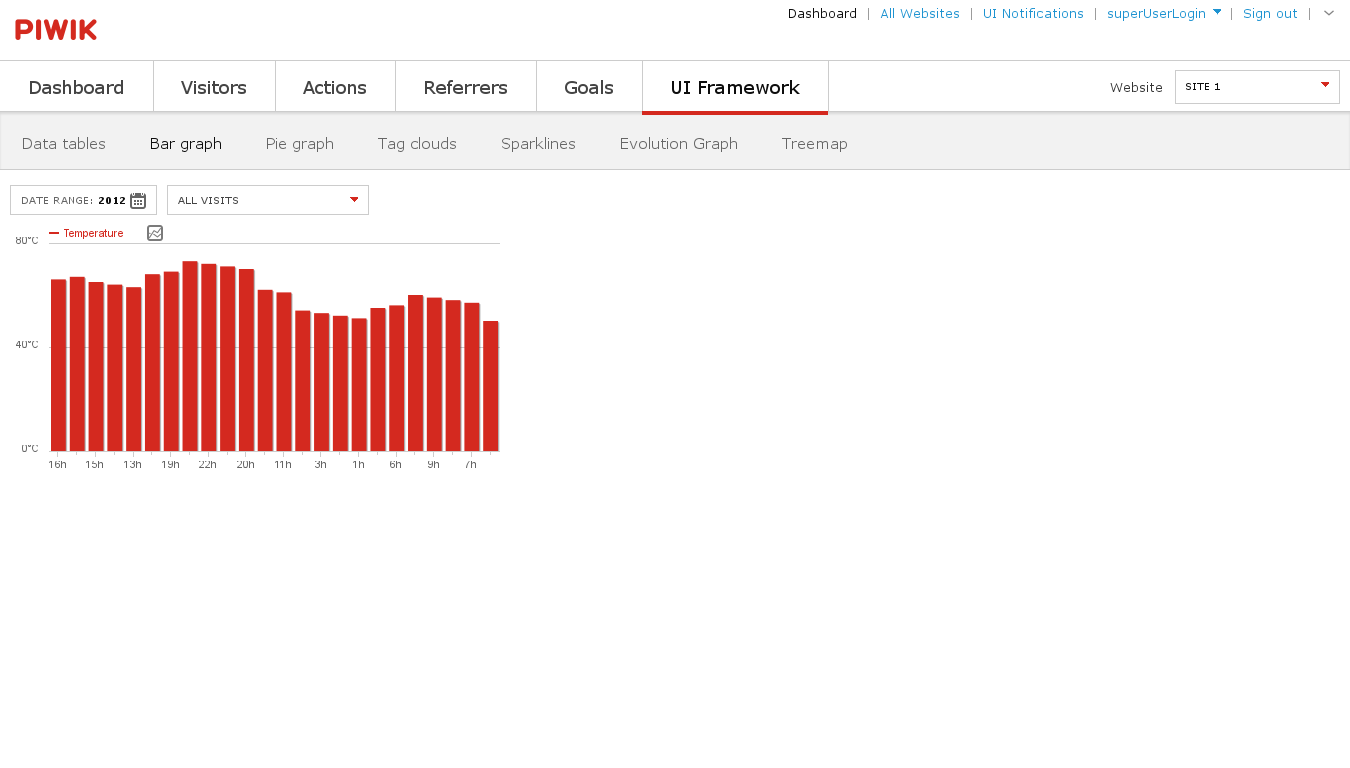 PIWIK
Dashboard | All Websites | UI Notifications | superUserLogin | Sign out |
Dashboard Visitors Actions Referrers Goals UI Framework Website SITE 1
Data tables Bar graph Pie graph Tag clouds Sparklines Evolution Graph Treemap
DATE RANGE: 2012 ALL VISITS
Temperature
80°C
40°C
0°C
16h 15h 13h 19h 22h 20h 11h 3h 1h 6h 9h 7h